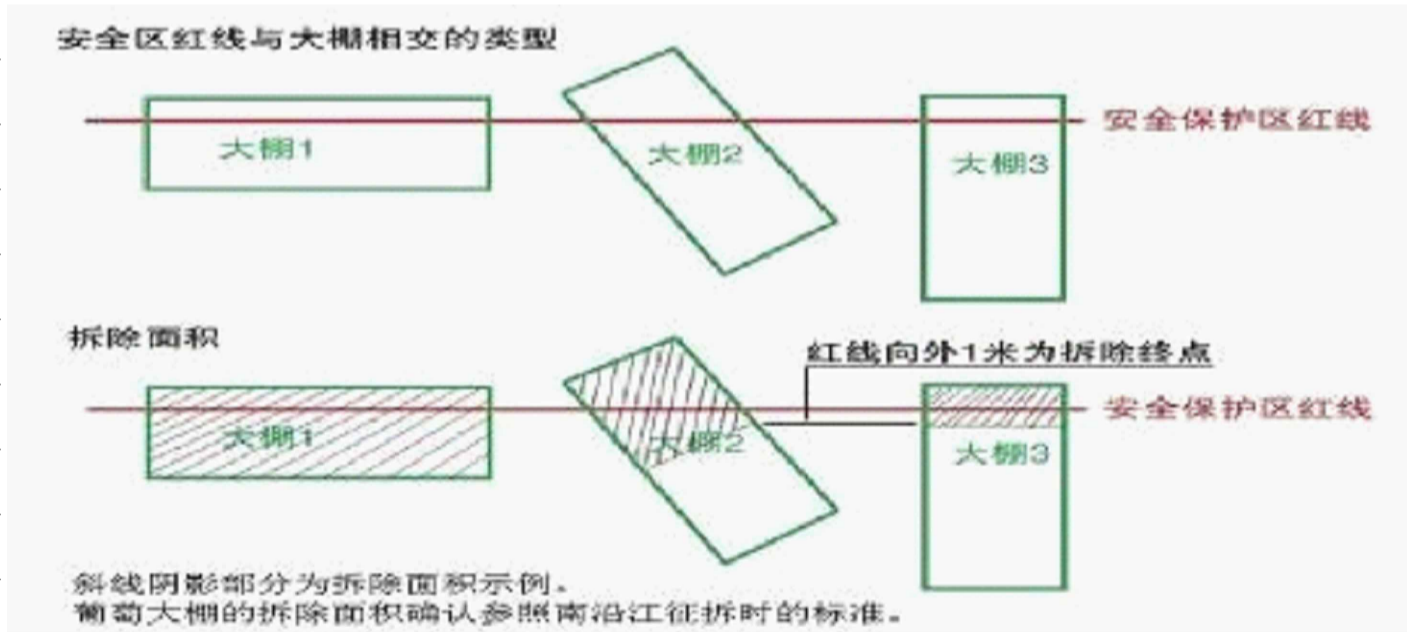 安全区红线与大棚相交的类型
大棚1
大棚2
大棚3
安全保护区红线
拆除面积
红线向外1米为拆除终点
大棚1
大棚2
大棚3
安全保护区红线
斜线阴影部分为拆除面积示例。
葡萄大棚的拆除面积确认参照南沿江征拆时的标准。